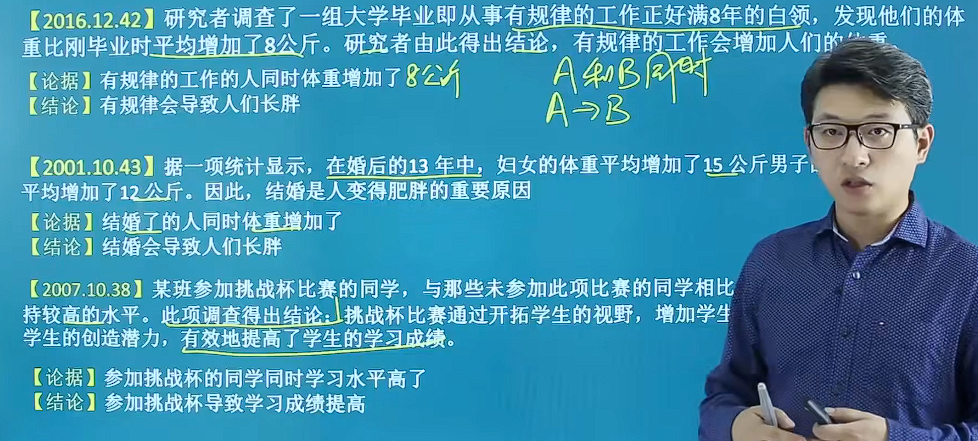 【2016.12.42】研究者调查了一组大学毕业即从事有规律的工作正好满8年的白领，发现他们的体
重比刚毕业时平均增加了8公斤。研究者由此得出结论，有规律的工作会增加人们的体重。
【论据】有规律的工作的人同时体重增加了8公斤
【结论】有规律会导致人们长胖
A和B同时
A→B
【2001.10.43】据一项统计显示，在婚后的13 年中，妇女的体重平均增加了15 公斤男子
平均增加了12 公斤。因此，结婚是人变得肥胖的重要原因
【论据】结婚了的人同时体重增加了
【结论】结婚会导致人们长胖
【2007.10.38】某班参加挑战杯比赛的同学，与那些未参加此项比赛的同学相比
持较高的水平。此项调查得出结论：挑战杯比赛通过开拓学生的视野，增加学生
学生的创造潜力，有效地提高了学生的学习成绩。
【论据】参加挑战杯的同学同时学习水平高了
【结论】参加挑战杯导致学习成绩提高